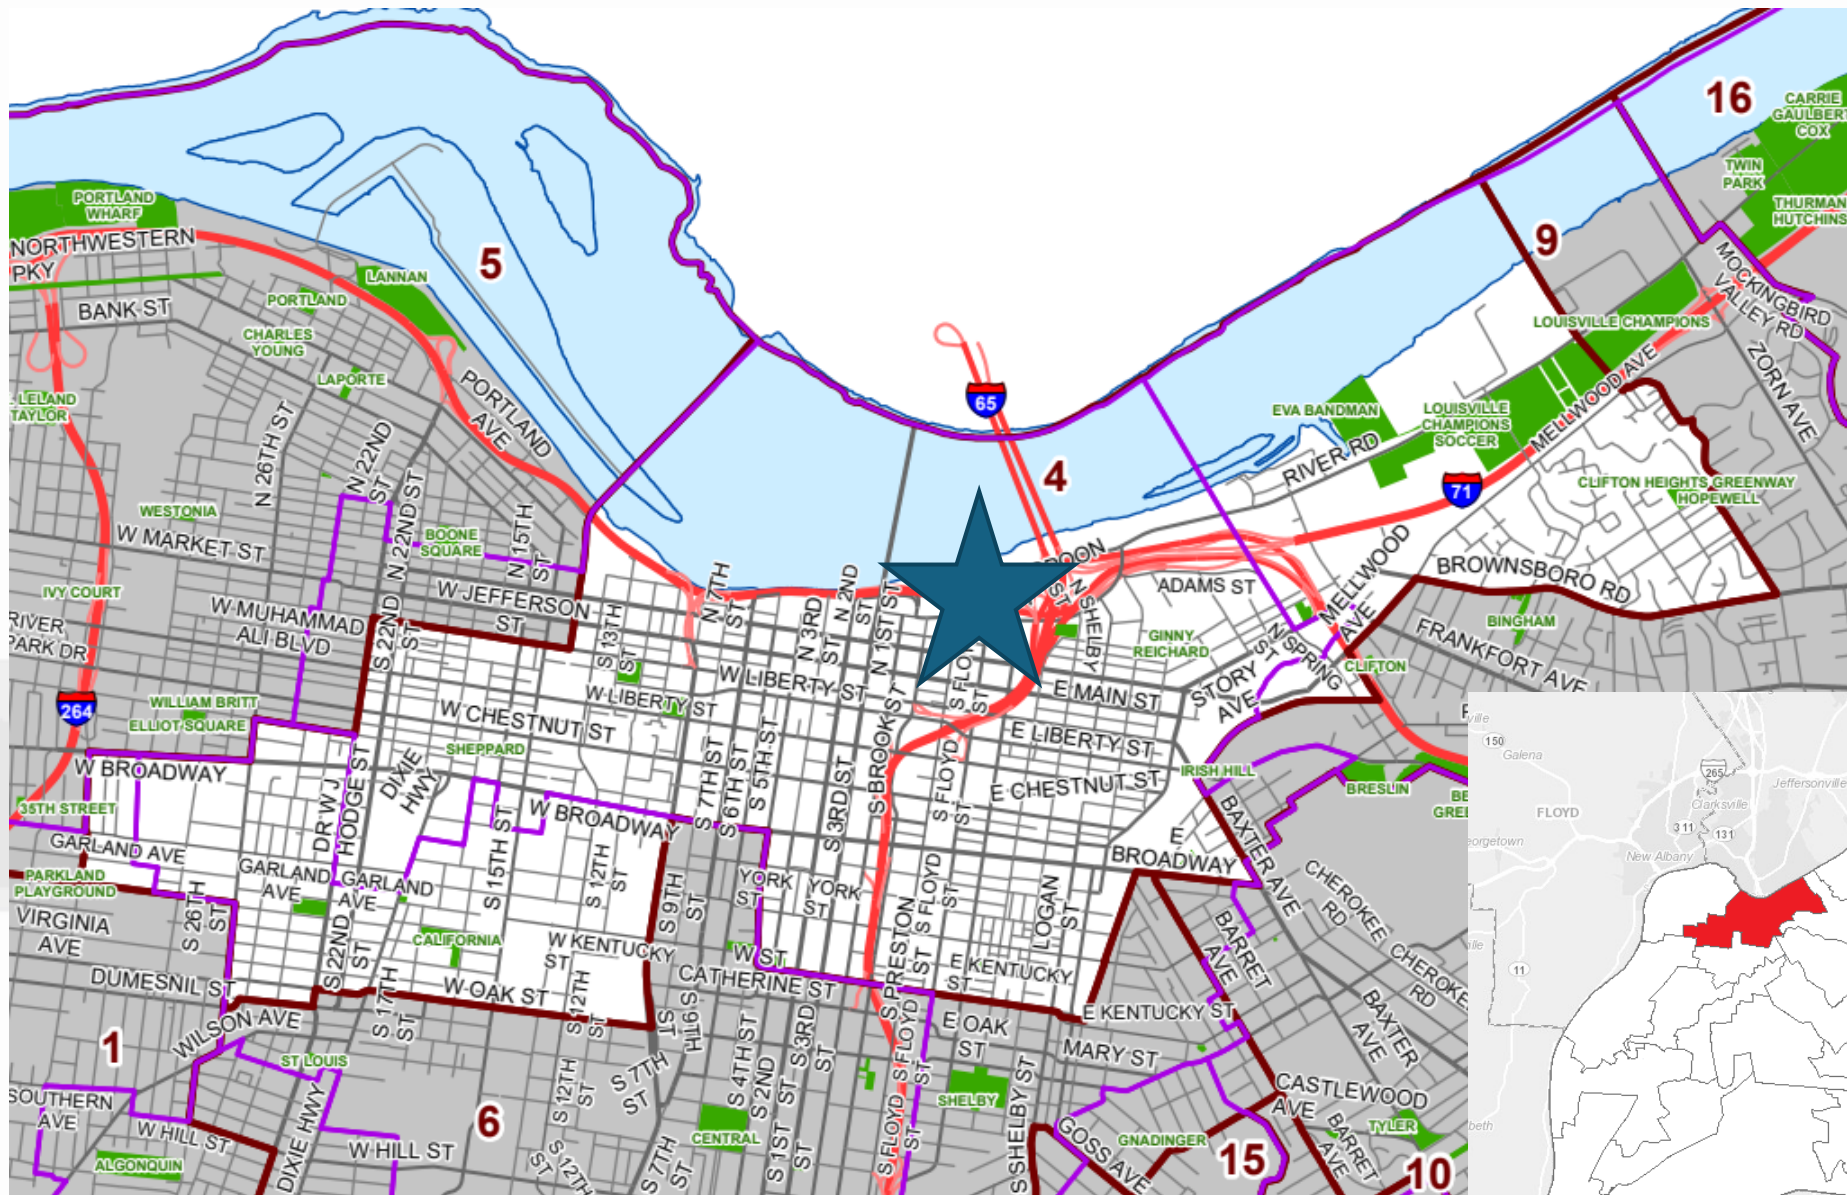 16
CARRIE
GAULBERT
COX
TWIN
PARK
THURMAN
HUTCHINS
PORTLAND
WHARF
NORTHWESTERN
PKY
5
9
LANNAN
PORTLAND
BANK ST
CHARLES
YOUNG
LAPORTE
LELAND
TAYLOR
PORTLAND
AVE
MOCKINGBIRD
VALLEY RD
LOUISVILLE CHAMPIONS
ZORN AVE
MELLWOOD AVE
65
EVA BANDMAN
LOUISVILLE
CHAMPIONS
SOCCER
RIVER RD
4
71
CLIFTON HEIGHTS GREENWAY
HOPEWELL
N 26TH ST
N 22ND
ST
N 22ND ST
WESTONIA
W MARKET ST
BOONE
SQUARE
N 15TH
ST
IVY COURT
W JEFFERSON
ST
W MUHAMMAD
ALI BLVD
RIVER
PARK DR
S 22ND
ST
S 13TH
ST
N 7TH
ST
N 3RD
ST
N 2ND
ST
N 1ST ST
N SHELBY
ST
ADAMS ST
MELLWOOD
AVE
BROWNSBORO RD
BINGHAM
FRANKFORT AVE
GINNY
REICHARD
N SPRING
ST
CLIFTON
STORY
AVE
E MAIN ST
W LIBERTY ST
W LIBERTY ST
264
WILLIAM BRITT
ELLIOT SQUARE
W CHESTNUT ST
SHEPPARD
S FLOYD
ST
E LIBERTY ST
E CHESTNUT ST
IRISH HILL
BRESLIN
W BROADWAY
35TH STREET
GARLAND AVE
DR W J
HODGE ST
DIXIE
HWY
W BROADWAY
S 7TH ST
S 6TH ST
S 5TH ST
S 3RD ST
S BROOK ST
S FLOYD
ST
E
BROADWAY
BAXTER AVE
PARKLAND
PLAYGROUND
GARLAND
AVE
GARLAND
AVE
S 15TH ST
S 12TH
ST
S 9TH
ST
YORK
ST
YORK
ST
S FLOYD
ST
LOGAN
ST
CHEROKEE
RD
CHEROKEE
RD
VIRGINIA
AVE
S 26TH
ST
S 22ND
ST
CALIFORNIA
W KENTUCKY
ST
W ST
CATHERINE ST
S PRESTON
ST
E KENTUCKY
ST
BARRET
AVE
BAXTER
AVE
DUMESNIL ST
W OAK ST
WILSON AVE
S 17TH
ST
S 12TH
ST
S 9TH
ST
E OAK
ST
E KENTUCKY ST
MARY ST
1
ST LOUIS
SOUTHERN
AVE
W HILL ST
ALGONQUIN
DIXIE HWY
6
W HILL ST
S 12TH
ST
S 12TH
ST
S 7TH
ST
S 7TH
ST
S 4TH ST
S 2ND
ST
S 3RD
ST
S 1ST
ST
CENTRAL
S FLOYD
ST
S FLOYD
ST
SHELBY
S SHELBY ST
GOSS AVE
GNADINGER
15
CASTLEWOOD
AVE
BARRET
AVE
TYLER
10
150
Galena
265
Jeffersonville
Clarksville
FLOYD
311
131
New Albany
11